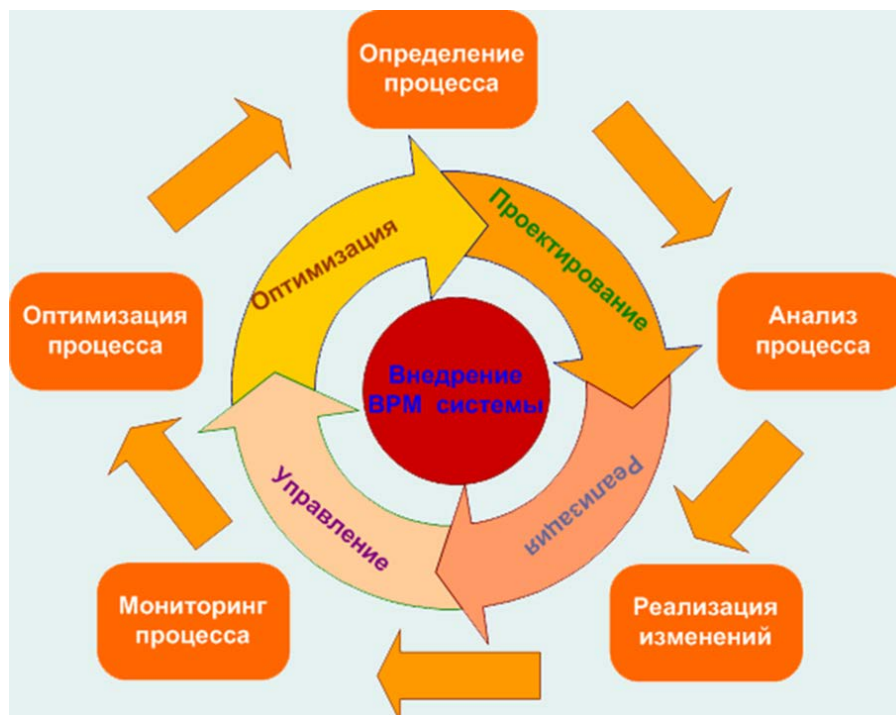 Определение
процесса
Проектирование
Оптимизация
Оптимизация
процесса
Анализ
процесса
Внедрение
BPM системы
Реализация
Управление
Мониторинг
процесса
Реализация
изменений